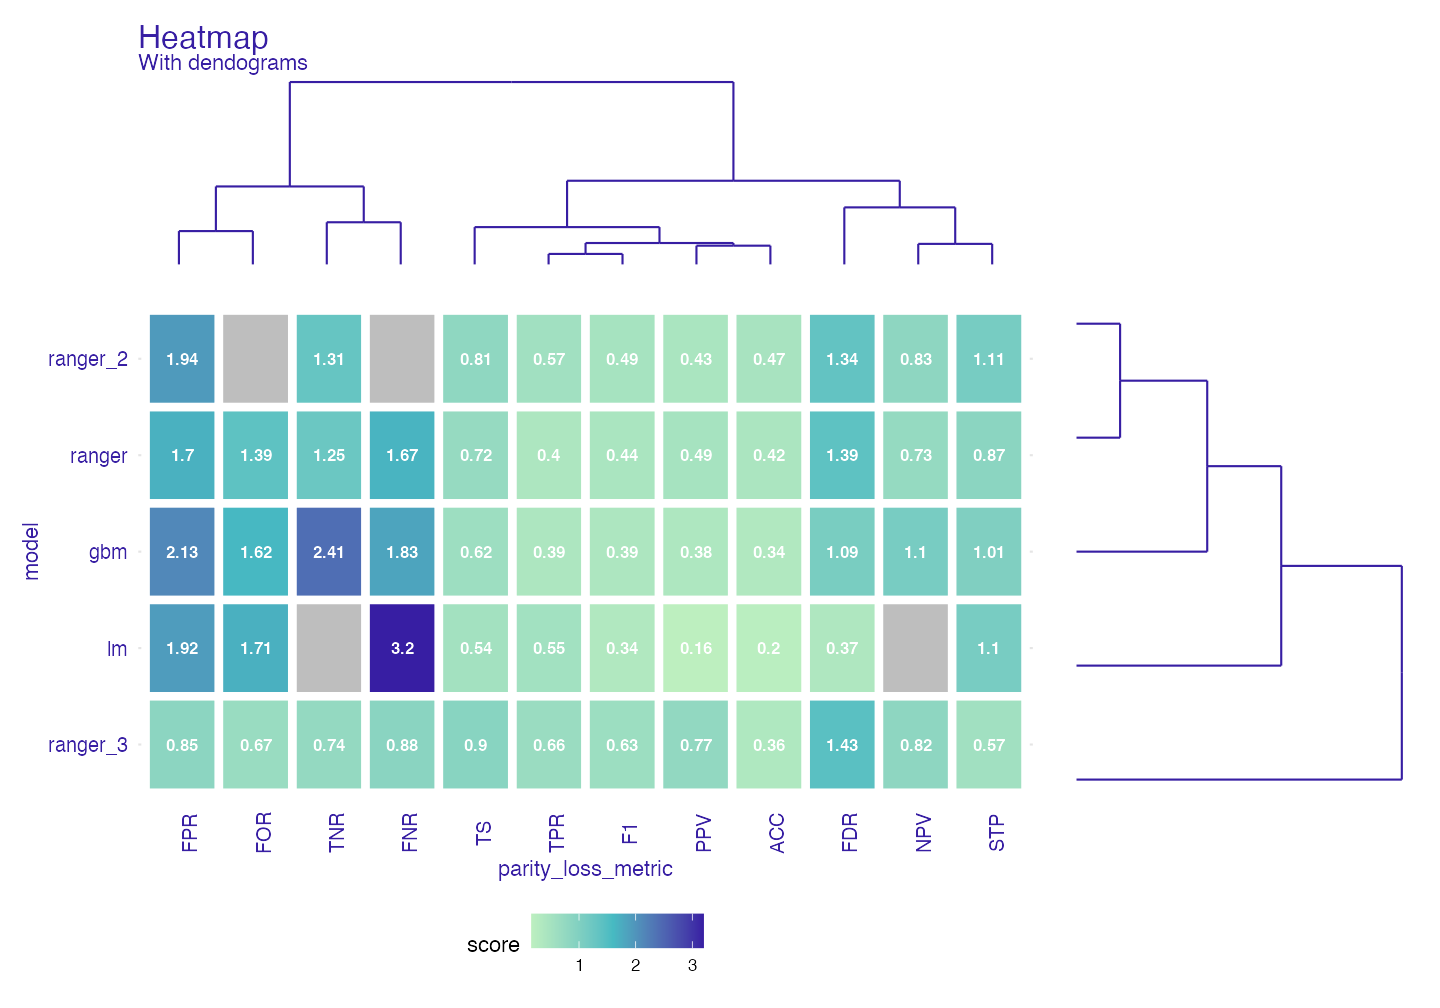 Heatmap
With dendograms
ranger_2 1.94 1.31 0.81 0.57 0.49 0.43 0.47 1.34 0.83 1.11
ranger 1.7 1.39 1.25 1.67 0.72 0.4 0.44 0.49 0.42 1.39 0.73 0.87
gbm 2.13 1.62 2.41 1.83 0.62 0.39 0.39 0.38 0.34 1.09 1.1 1.01
lm 1.92 1.71 3.2 0.54 0.55 0.34 0.16 0.2 0.37 1.1
ranger_3 0.85 0.67 0.74 0.88 0.9 0.66 0.63 0.77 0.36 1.43 0.82 0.57
model
FPR FOR TNR FNR TS TPR F1 PPV ACC FDR NPV STP
parity_loss_metric
score
1 2 3